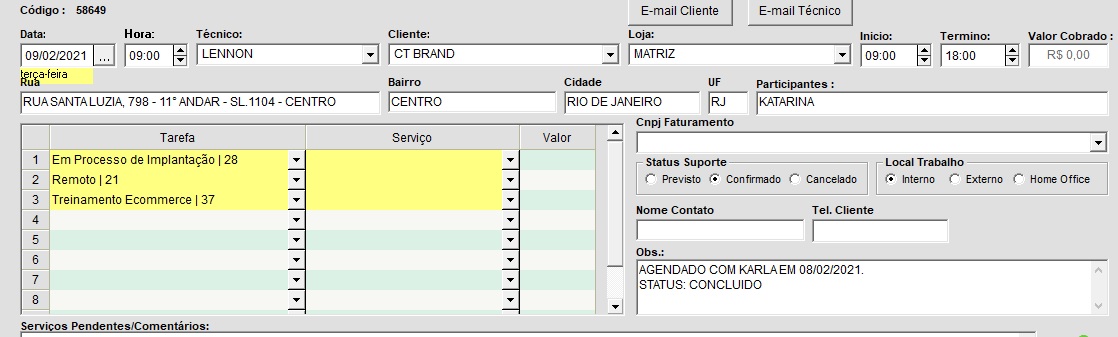 Código : 58649
E-mail Cliente E-mail Técnico
Data: Hora: Técnico: Cliente: Loja: Inicio: Termino: Valor Cobrado :
09/02/2021 ... 09:00 LENNON CT BRAND MATRIZ 09:00 18:00 R$ 0,00
terça-feira
Rua Bairro Cidade UF Participantes :
RUA SANTA LUZIA, 798 - 11° ANDAR - SL.1104 - CENTRO CENTRO RIO DE JANEIRO RJ KATARINA
Tarefa Serviço Valor
1 Em Processo de Implantação | 28
2 Remoto | 21
3 Treinamento Ecommerce | 37
4
5
6
7
8
Cnpj Faturamento
Status Suporte Local Trabalho
Previsto Confirmado Cancelado Interno Externo Home Office
Nome Contato Tel. Cliente
Obs.:
AGENDADO COM KARLA EM 08/02/2021.
STATUS: CONCLUIDO
Serviços Pendentes/Comentários: